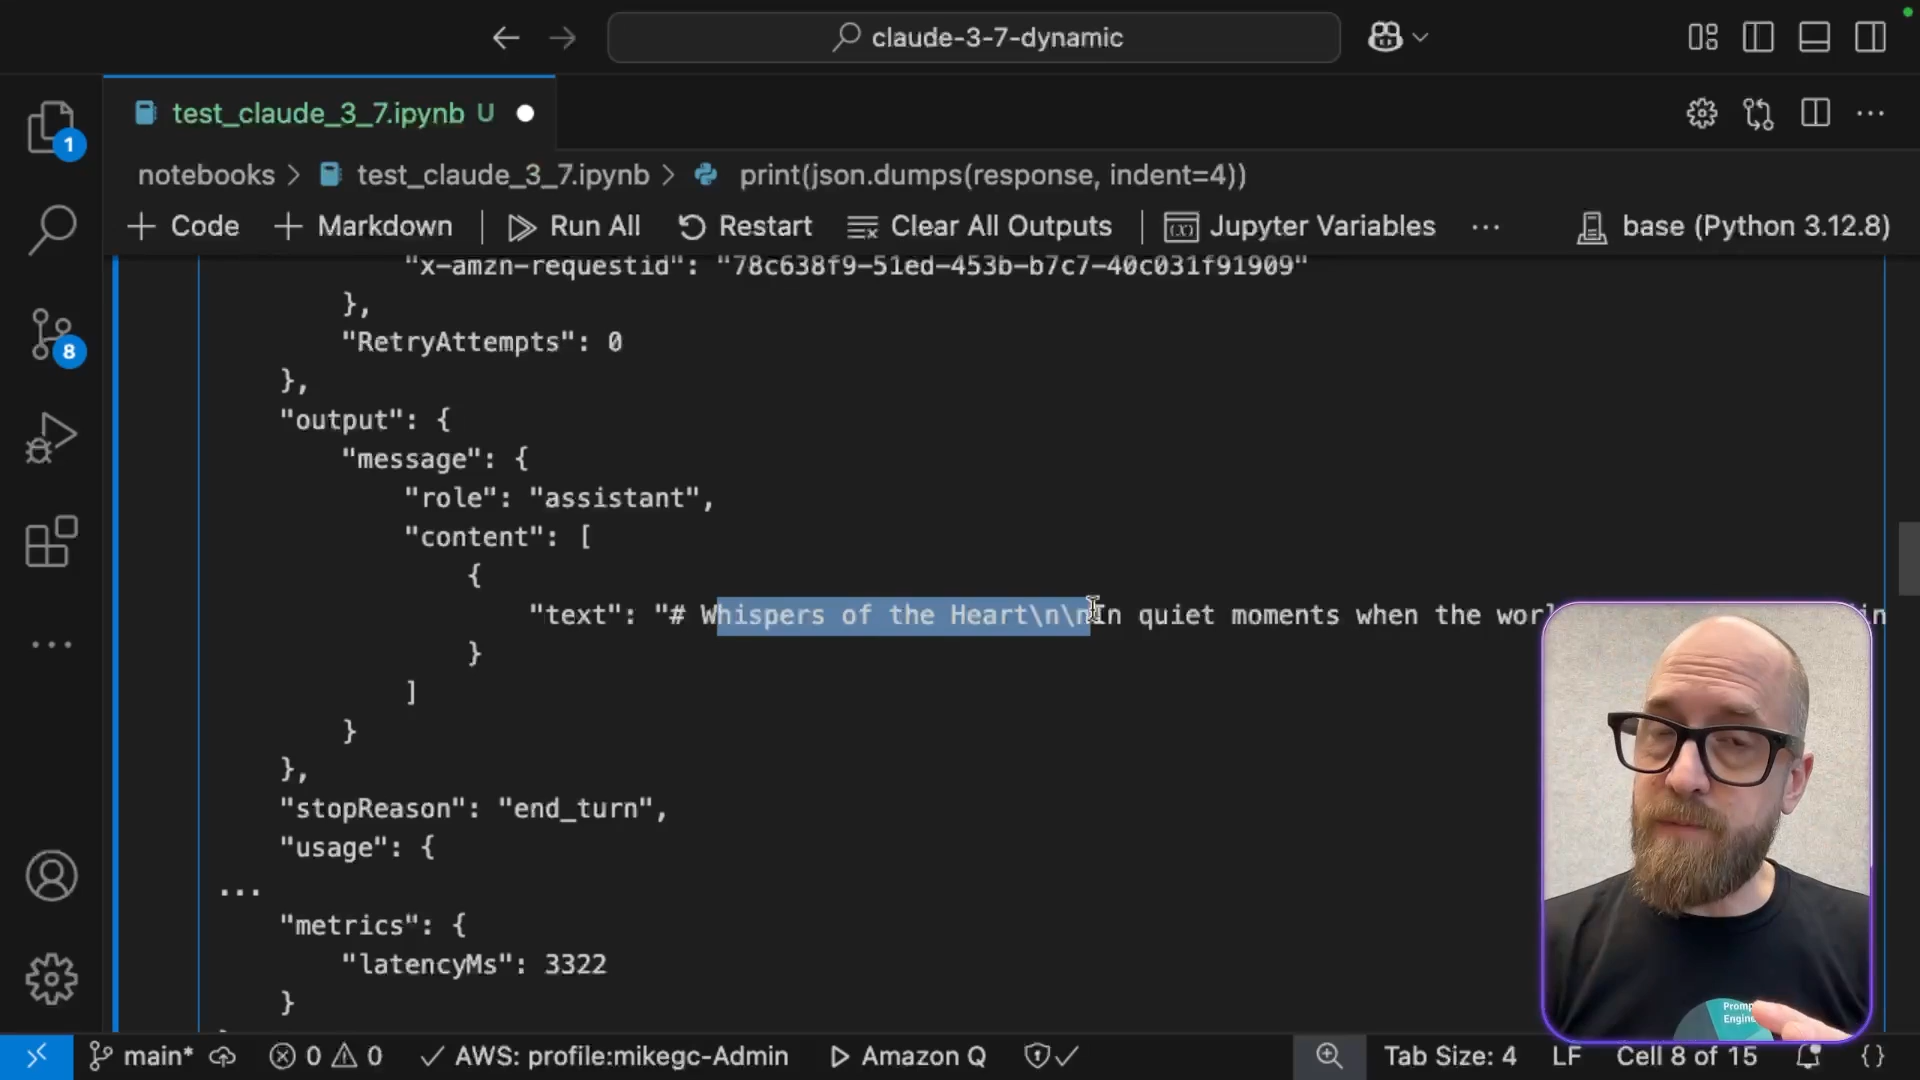 claude-3-7-dynamic
test_claude_3_7.ipynb U
notebooks > test_claude_3_7.ipynb > print(json.dumps(response, indent=4))
+ Code + Markdown Run All Restart Clear All Outputs Jupyter Variables ... base (Python 3.12.8)
1
8
"x-amzn-requestid": "78c638f9-51ed-453b-b7c7-40c031f91909"
},
"RetryAttempts": 0
},
"output": {
"message": {
"role": "assistant",
"content": [
{
"text": "# Whispers of the Heart\n\nIn quiet moments when the worl
}
]
}
},
"stopReason": "end_turn",
"usage": {
...
"metrics": {
"latencyMs": 3322
}
main* 0 0 AWS: profile:mikegc-Admin Amazon Q Tab Size: 4 LF Cell 8 of 15 {}